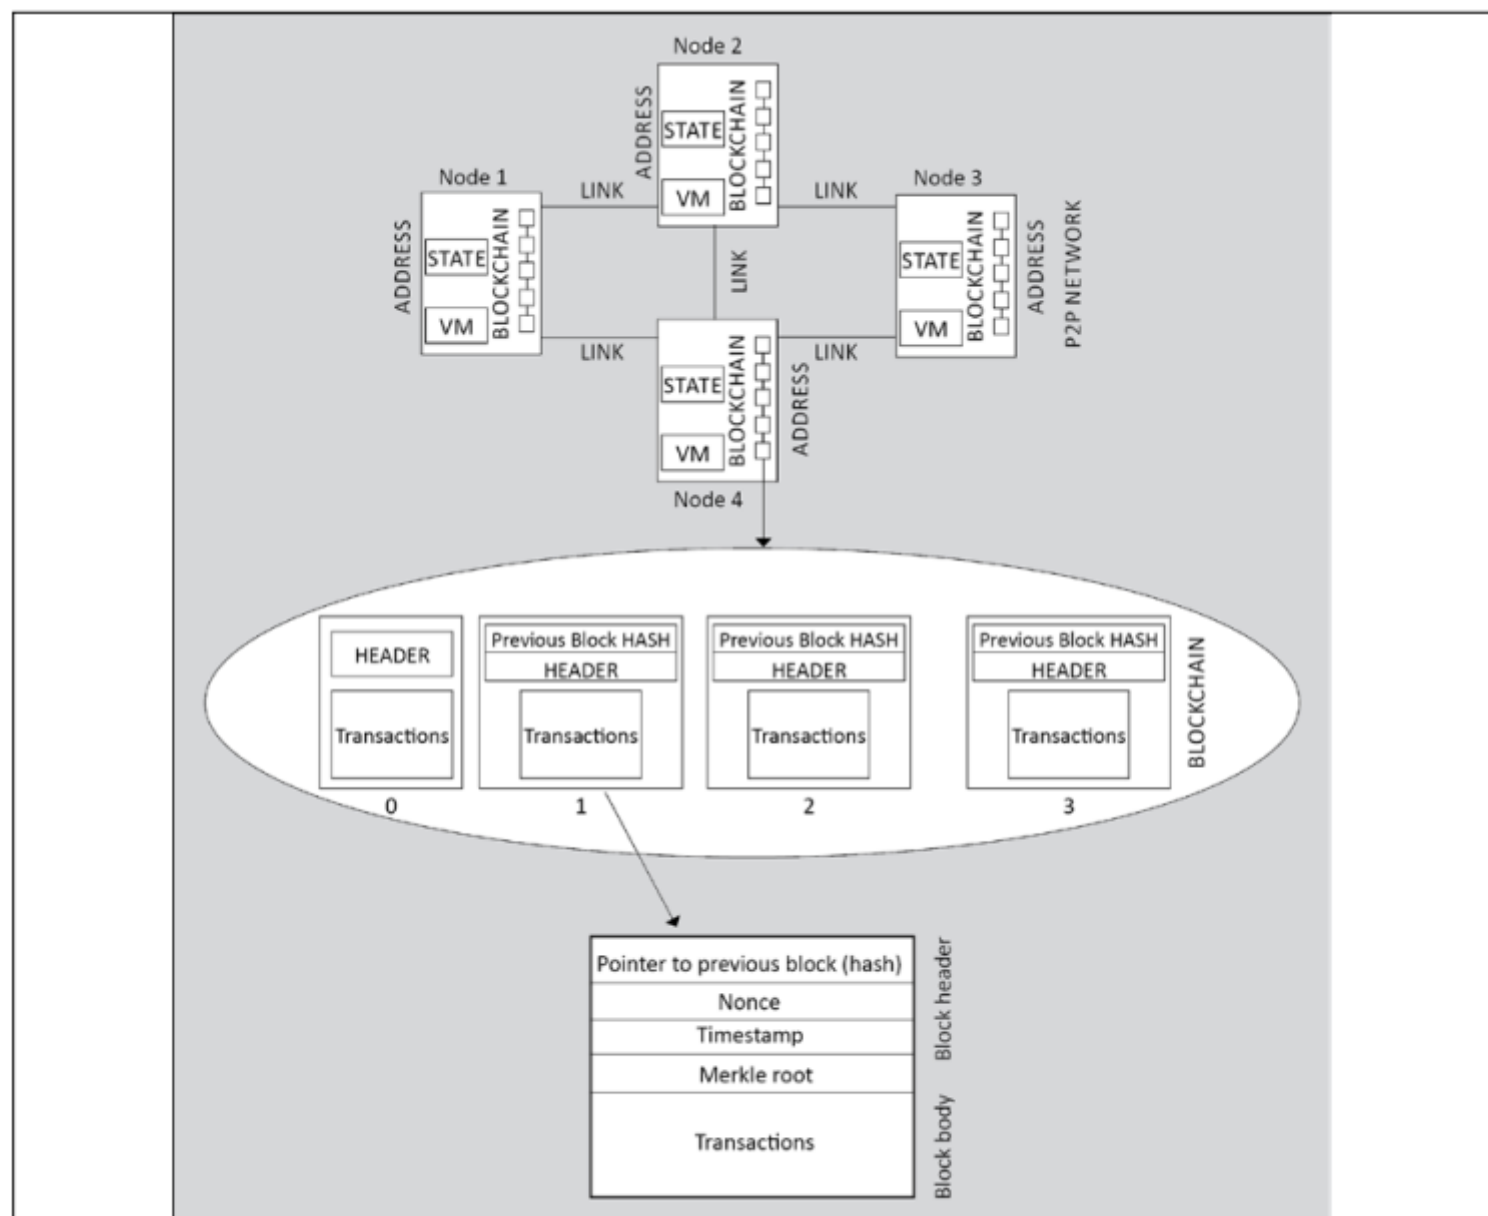 Node 2
ADDRESS
STATE
VM
BLOCKCHAIN
Node 1
ADDRESS
STATE
VM
BLOCKCHAIN
LINK
LINK
Node 3
STATE
VM
BLOCKCHAIN
ADDRESS
P2P NETWORK
LINK
LINK
LINK
STATE
VM
BLOCKCHAIN
ADDRESS
Node 4
HEADER
Transactions
0
Previous Block HASH
HEADER
Transactions
1
Previous Block HASH
HEADER
Transactions
2
Previous Block HASH
HEADER
Transactions
3
BLOCKCHAIN
Pointer to previous block (hash)
Nonce
Timestamp
Merkle root
Block header
Transactions
Block body